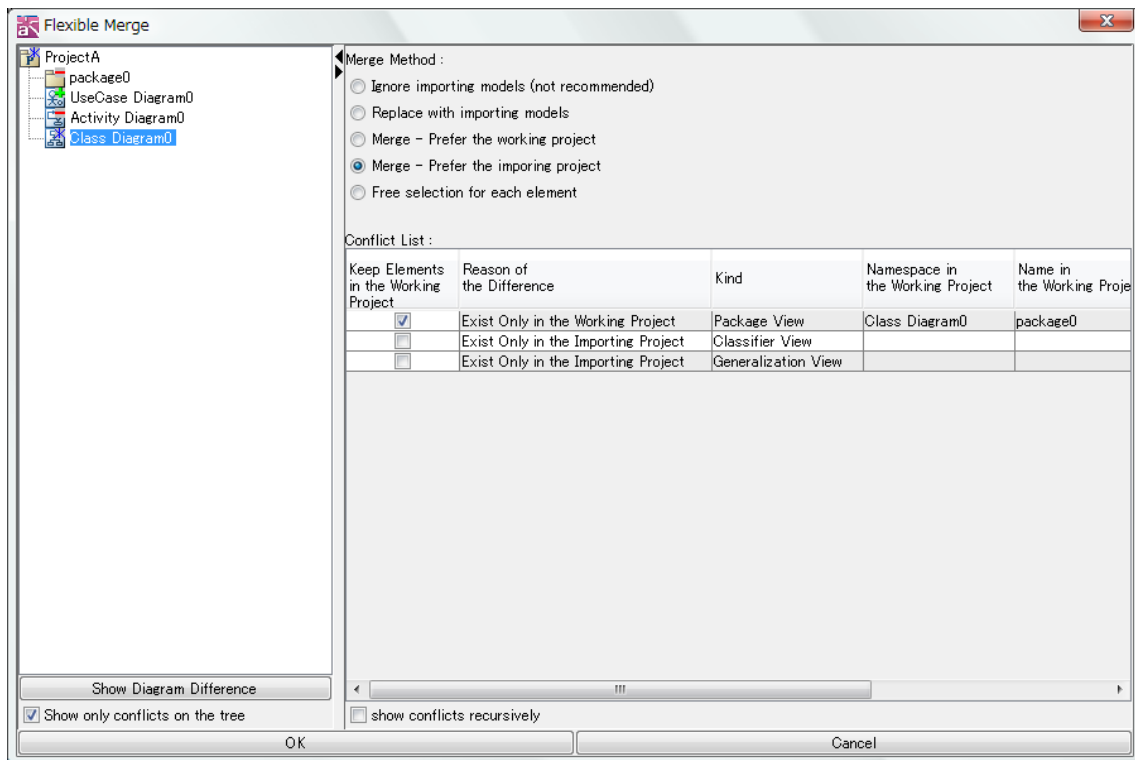 Flexible Merge
ProjectA
package0
UseCase Diagram0
Activity Diagram0
Class Diagram0
Show Diagram Difference
Show only conflicts on the tree
Merge Method :
Ignore importing models (not recommended)
Replace with importing models
Merge - Prefer the working project
Merge - Prefer the imporing project
Free selection for each element
Conflict List :
Keep Elements in the Working Project Reason of the Difference Kind Namespace in the Working Project Name in the Working Proje
Exist Only in the Working Project Package View Class Diagram0 package0
Exist Only in the Importing Project Classifier View
Exist Only in the Importing Project Generalization View
show conflicts recursively
OK Cancel